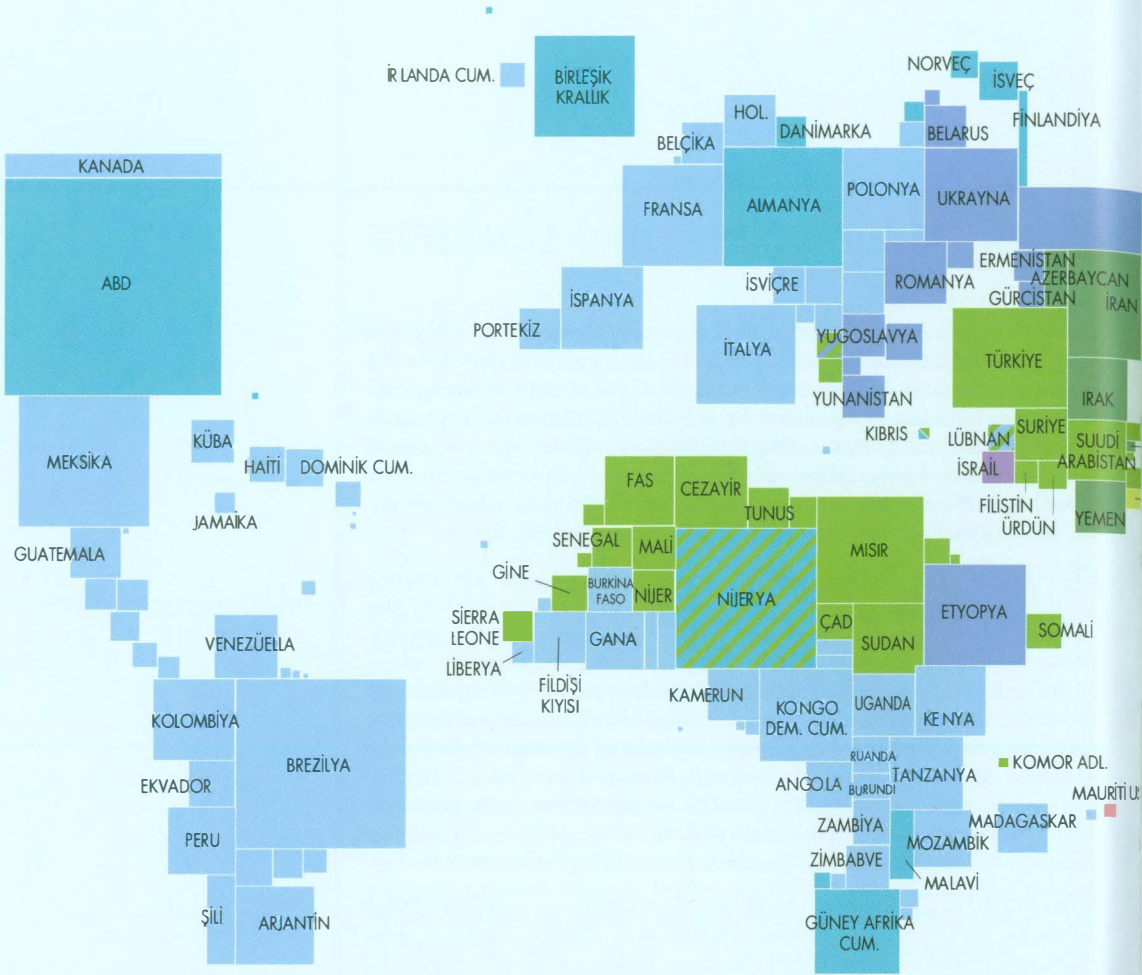 NORVEÇ
İSVEÇ
İRLANDA CUM.
BİRLEŞİK
KRALLIK
HOL.
DANİMARKA
BELARUS
FİNLANDİYA
BELÇİKA
KANADA
FRANSA
ALMANYA
POLONYA
UKRAYNA
ABD
İSPANYA
İSVİÇRE
ROMANYA
ERMENİSTAN
AZERBAYCAN
GÜRCİSTAN
İRAN
PORTEKİZ
İTALYA
YUGOSLAVYA
TÜRKİYE
YUNANİSTAN
IRAK
KIBRIS
LÜBNAN
SURİYE
SUUDİ
ARABİSTAN
İSRAİL
FİLİSTİN
ÜRDÜN
YEMEN
MEKSİKA
KÜBA
HAİTİ
DOMİNİK CUM.
JAMAİKA
GUATEMALA
FAS
CEZAYİR
TUNUS
SENEGAL
MALİ
MISIR
GİNE
BURKİNA
FASO
NİJER
NİJERYA
ETYOPYA
SİERRA
LEONE
GANA
ÇAD
SUDAN
SOMALİ
LİBERYA
FİLDİŞİ
KIYISI
VENEZÜELLA
KAMERUN
KONGO
DEM. CUM.
UGANDA
KENYA
KOLOMBİYA
BREZİLYA
RUANDA
KOMOR ADL.
EKVADOR
ANGOLA
BURUNDİ
TANZANYA
PERU
ZAMBİYA
MOZAMBİK
MADAGASKAR
ZİMBABVE
MALAVİ
ŞİLİ
ARJANTİN
GÜNEY AFRİKA
CUM.